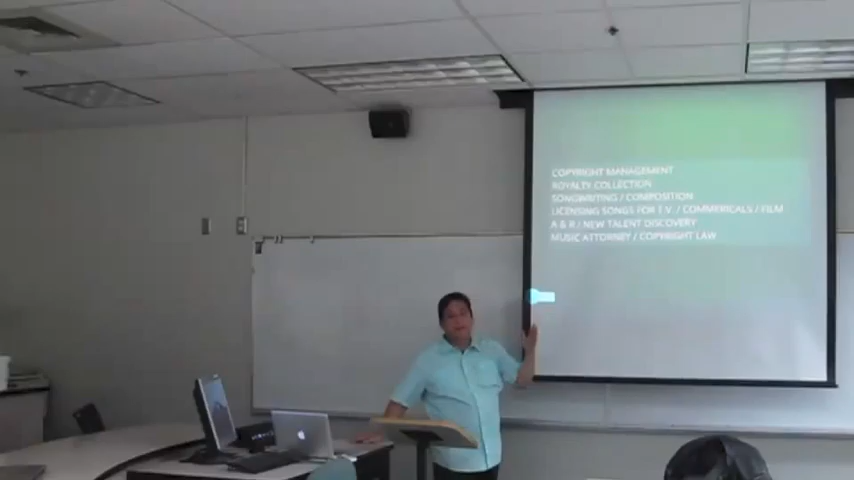 COPYRIGHT MANAGEMENT
ROYALTY COLLECTION
SONGWRITING / COMPOSITION
LICENSING SONGS FOR T.V. / COMMERICALS / FILM
A & R / NEW TALENT DISCOVERY
MUSIC ATTORNEY / COPYRIGHT LAW